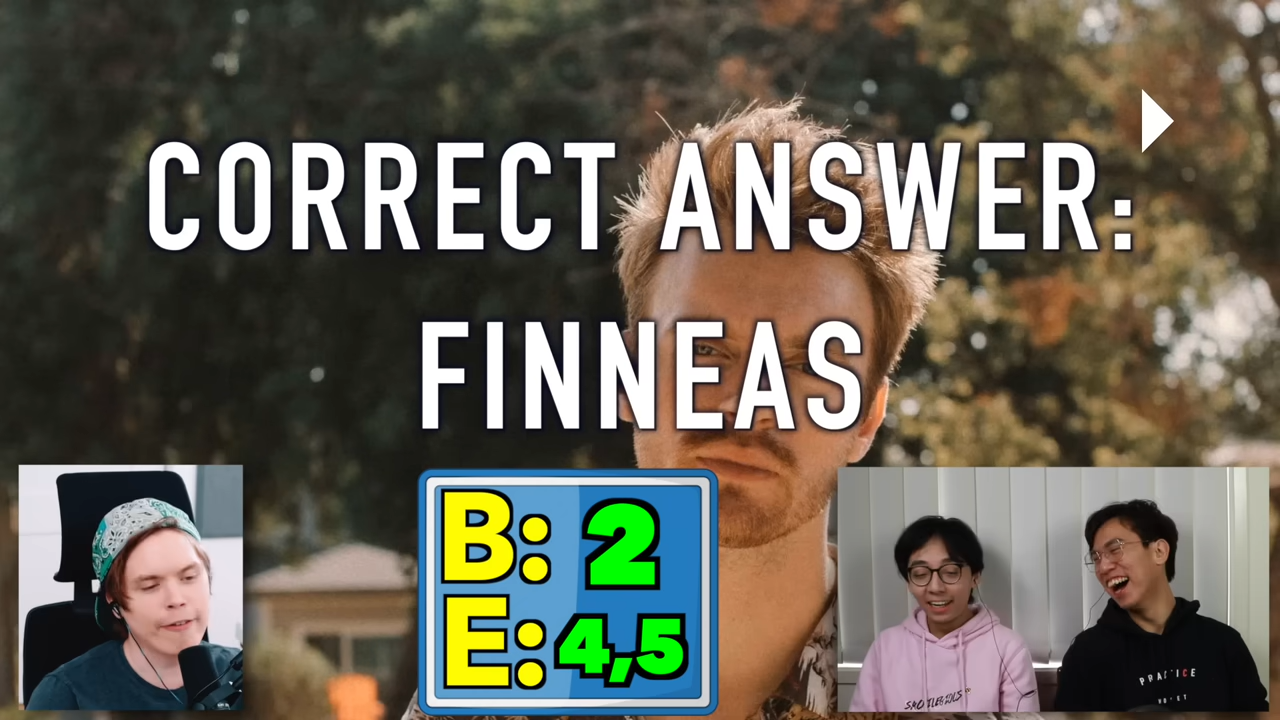 CORRECT ANSWER:
FINNEAS
B: 2
E: 4,5
PRACTICE